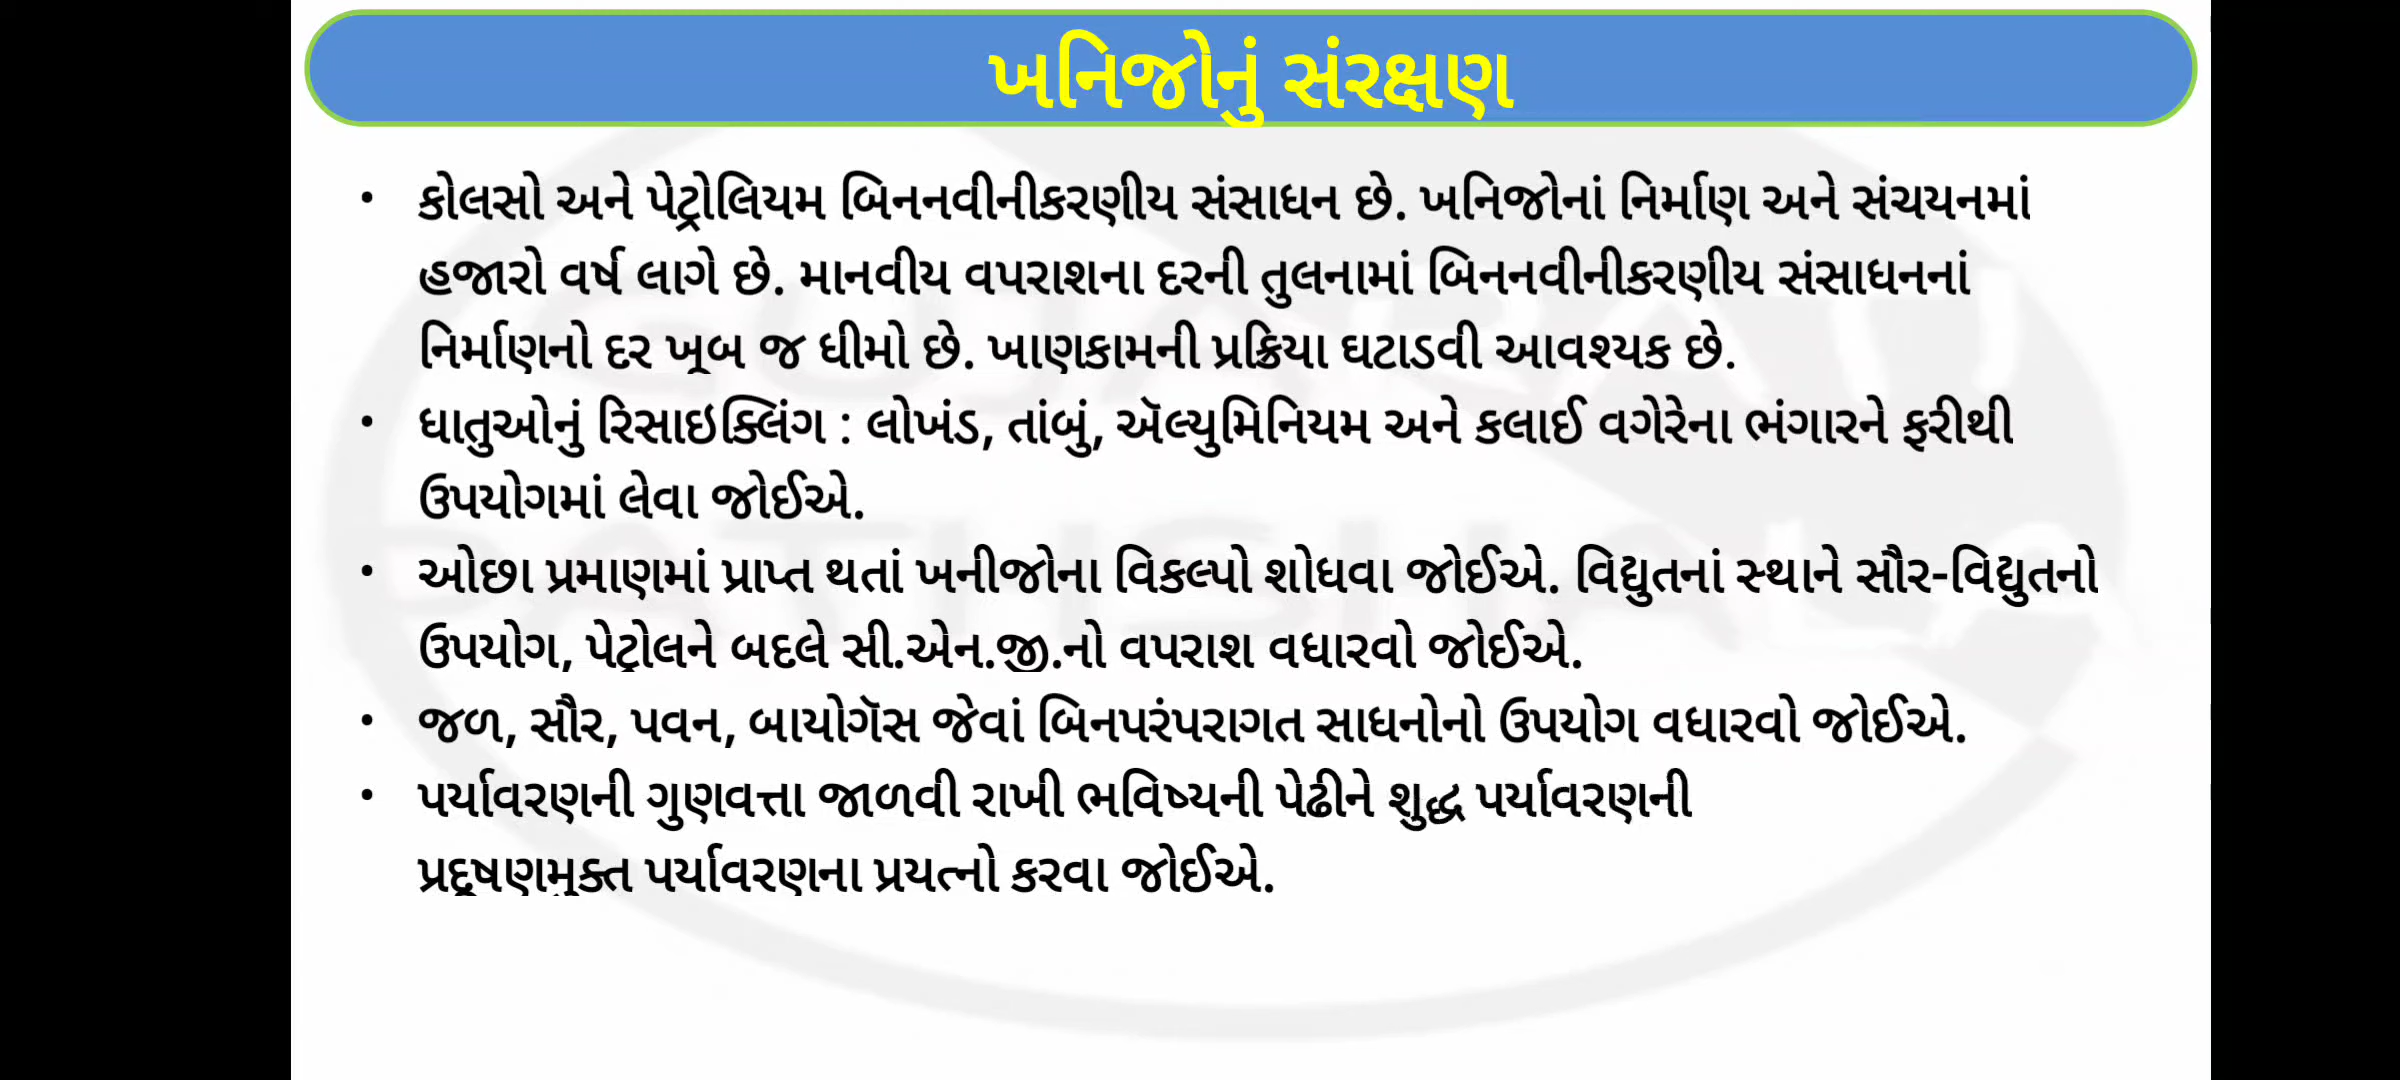 ખનિજોનું સંરક્ષણ
• કોલસો અને પેટ્રોલિયમ બિનનવીનીકરણીય સંસાધન છે. ખનિજોનાં નિર્માણ અને સંચયનમાં
હજારો વર્ષ લાગે છે. માનવીય વપરાશના દરની તુલનામાં બિનનવીનીકરણીય સંસાધનનાં
નિર્માણનો દર ખૂબ જ ધીમો છે. ખાણકામની પ્રક્રિયા ઘટાડવી આવશ્યક છે.
• ધાતુઓનું રિસાઇક્લિંગ : લોખંડ, તાંબું, ઍલ્યુમિનિયમ અને કલાઈ વગેરેના ભંગારને ફરીથી
ઉપયોગમાં લેવા જોઈએ.
• ઓછા પ્રમાણમાં પ્રાપ્ત થતાં ખનીજોના વિકલ્પો શોધવા જોઈએ. વિદ્યુતનાં સ્થાને સૌર-વિદ્યુતનો
ઉપયોગ, પેટ્રોલને બદલે સી.એન.જી.નો વપરાશ વધારવો જોઈએ.
• જળ, સૌર, પવન, બાયોગૅસ જેવાં બિનપરંપરાગત સાધનોનો ઉપયોગ વધારવો જોઈએ.
• પર્યાવરણની ગુણવત્તા જાળવી રાખી ભવિષ્યની પેઢીને શુદ્ધ પર્યાવરણની
પ્રદૂષણમુક્ત પર્યાવરણના પ્રયત્નો કરવા જોઈએ.
GUJARATI
PATHSHALA